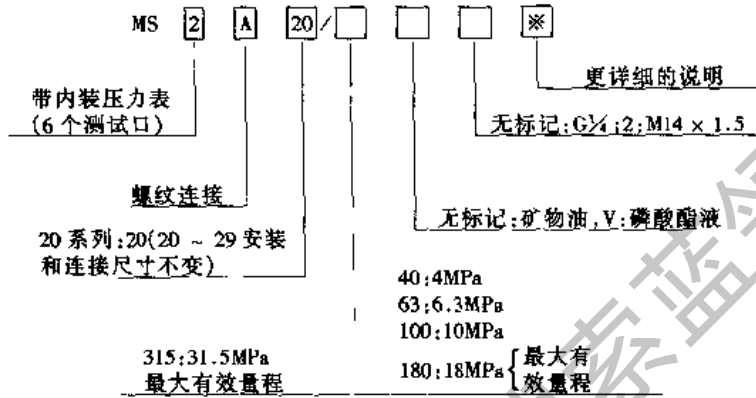 MS 2 A 20 / ※
更详细的说明
带内装压力表
(6个测试口)
无标记:G¼;2:M14×1.5
螺纹连接
无标记:矿物油,V:磷酸酯液
20系列:20(20~29安装
和连接尺寸不变)
40:4MPa
63:6.3MPa
100:10MPa
315:31.5MPa
最大有效量程
180:18MPa{最大有
效量程